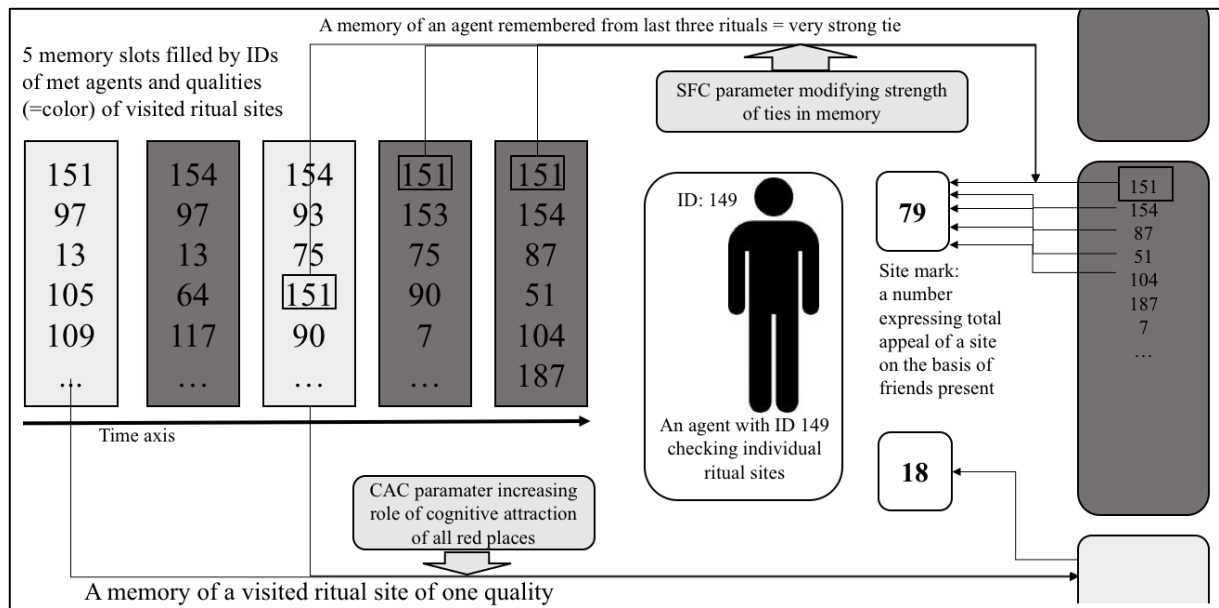 A memory of an agent remembered from last three rituals = very strong tie
5 memory slots filled by IDs
of met agents and qualities
(=color) of visited ritual sites
SFC parameter modifying strength
of ties in memory
151
97
13
105
109
...
154
97
13
64
117
...
154
93
75
151
90
...
151
153
75
90
7
...
151
154
87
51
104
187
Time axis
ID: 149
An agent with ID 149
checking individual
ritual sites
79
Site mark:
a number
expressing total
appeal of a site
on the basis of
friends present
18
151
154
87
51
104
187
7
...
CAC paramater increasing
role of cognitive attraction
of all red places
A memory of a visited ritual site of one quality